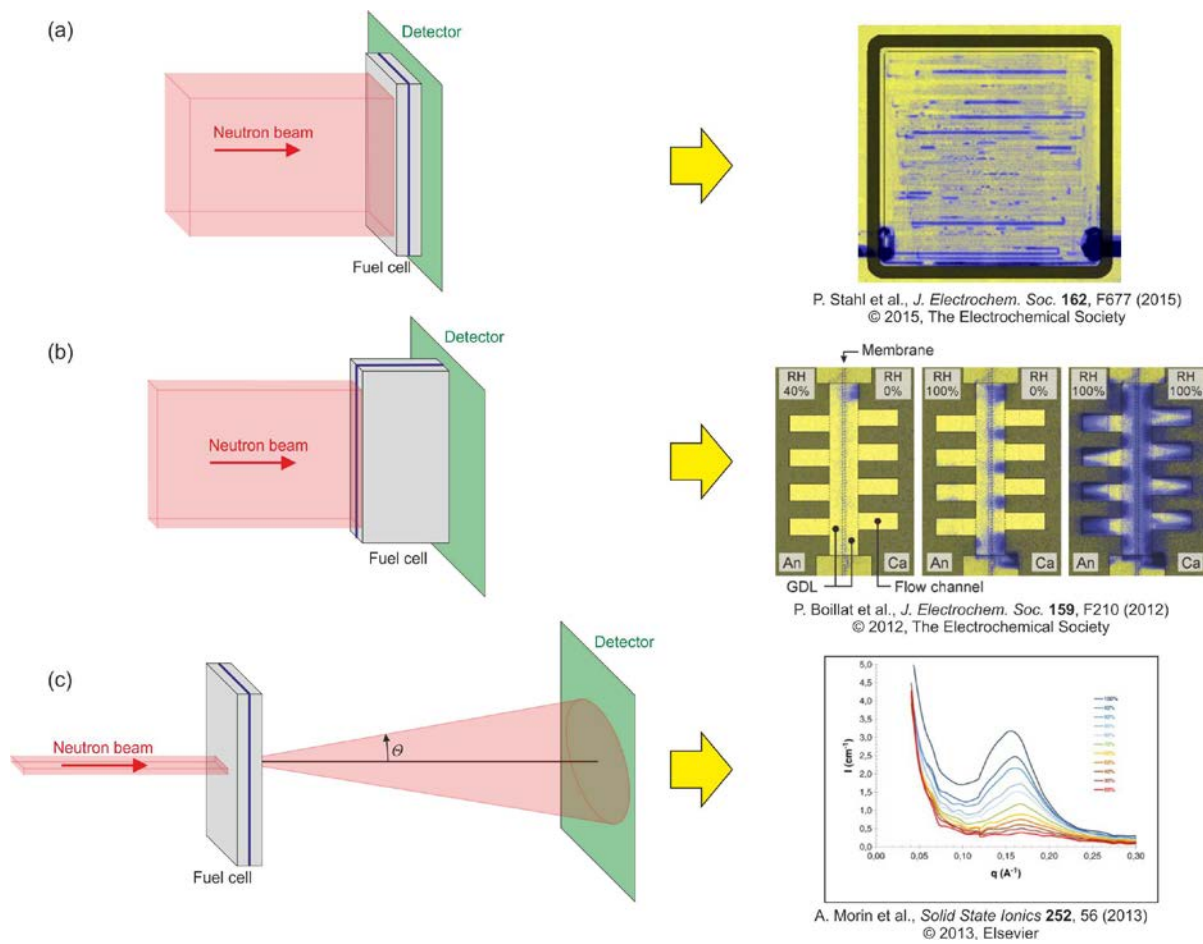 (a)
Detector
Neutron beam
Fuel cell
P. Stahl et al., J. Electrochem. Soc. 162, F677 (2015)
© 2015, The Electrochemical Society
(b)
Detector
Neutron beam
Fuel cell
Membrane
RH 40%
RH 0%
RH 100%
RH 0%
RH 100%
RH 100%
An
Ca
An
Ca
An
Ca
GDL
Flow channel
P. Boillat et al., J. Electrochem. Soc. 159, F210 (2012)
© 2012, The Electrochemical Society
(c)
Detector
Neutron beam
Θ
Fuel cell
I (cm⁻¹)
5,0
4,5
4,0
3,5
3,0
2,5
2,0
1,5
1,0
0,5
0,0
0,00
0,05
0,10
0,15
0,20
0,25
0,30
q (A⁻¹)
100%
A. Morin et al., Solid State Ionics 252, 56 (2013)
© 2013, Elsevier